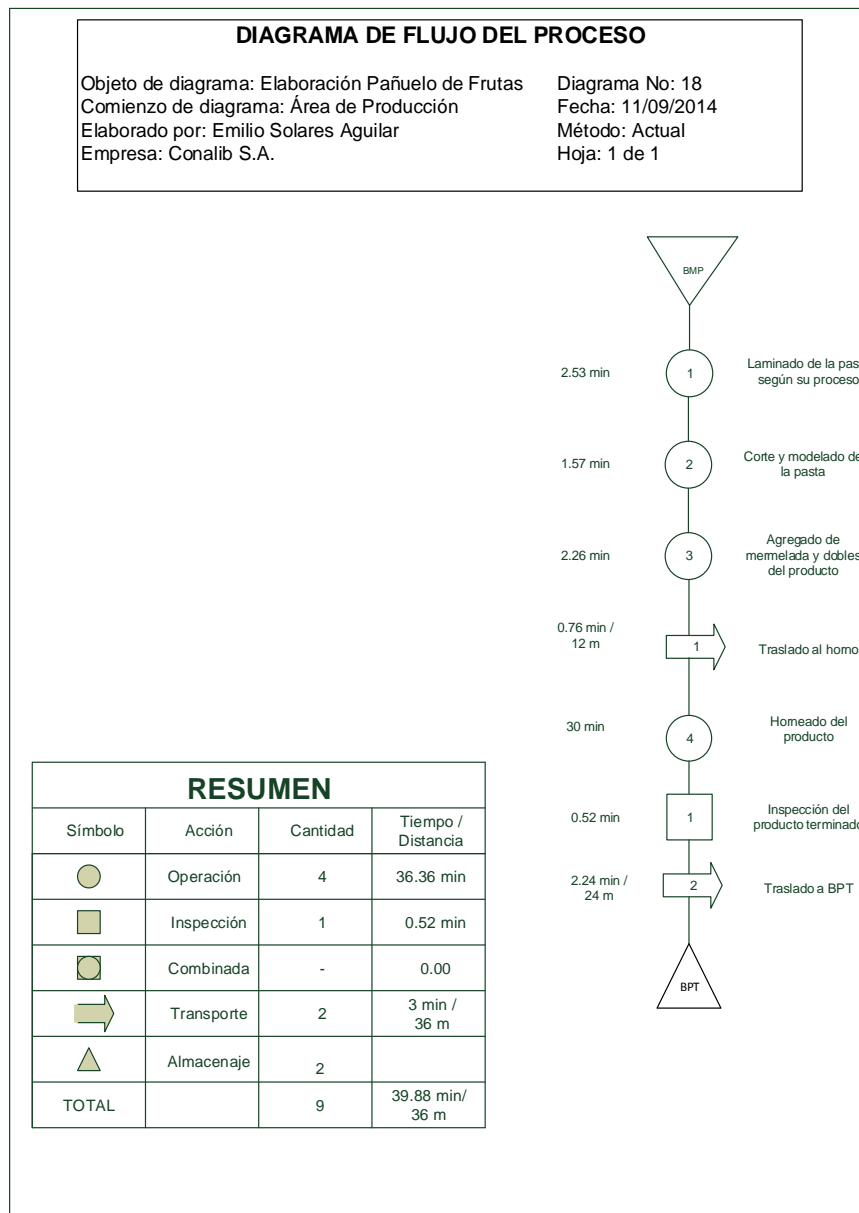 DIAGRAMA DE FLUJO DEL PROCESO
Objeto de diagrama: Elaboración Pañuelo de Frutas
Comienzo de diagrama: Área de Producción
Elaborado por: Emilio Solares Aguilar
Empresa: Conalib S.A.
Diagrama No: 18
Fecha: 11/09/2014
Método: Actual
Hoja: 1 de 1
BMP
2.53 min
1
Laminado de la
según su proceso
1.57 min
2
Corte y modelado de
la pasta
2.26 min
3
Agregado de
mermelada y dobles
del producto
0.76 min /
12 m
1
Traslado al horno
30 min
4
Horneado del
producto
0.52 min
1
Inspección del
producto terminado
2.24 min /
24 m
2
Traslado a BPT
BPT
RESUMEN
Símbolo Acción Cantidad Tiempo /
Distancia
Operación 4 36.36 min
Inspección 1 0.52 min
Combinada - 0.00
Transporte 2 3 min /
36 m
Almacenaje 2
TOTAL 9 39.88 min/
36 m